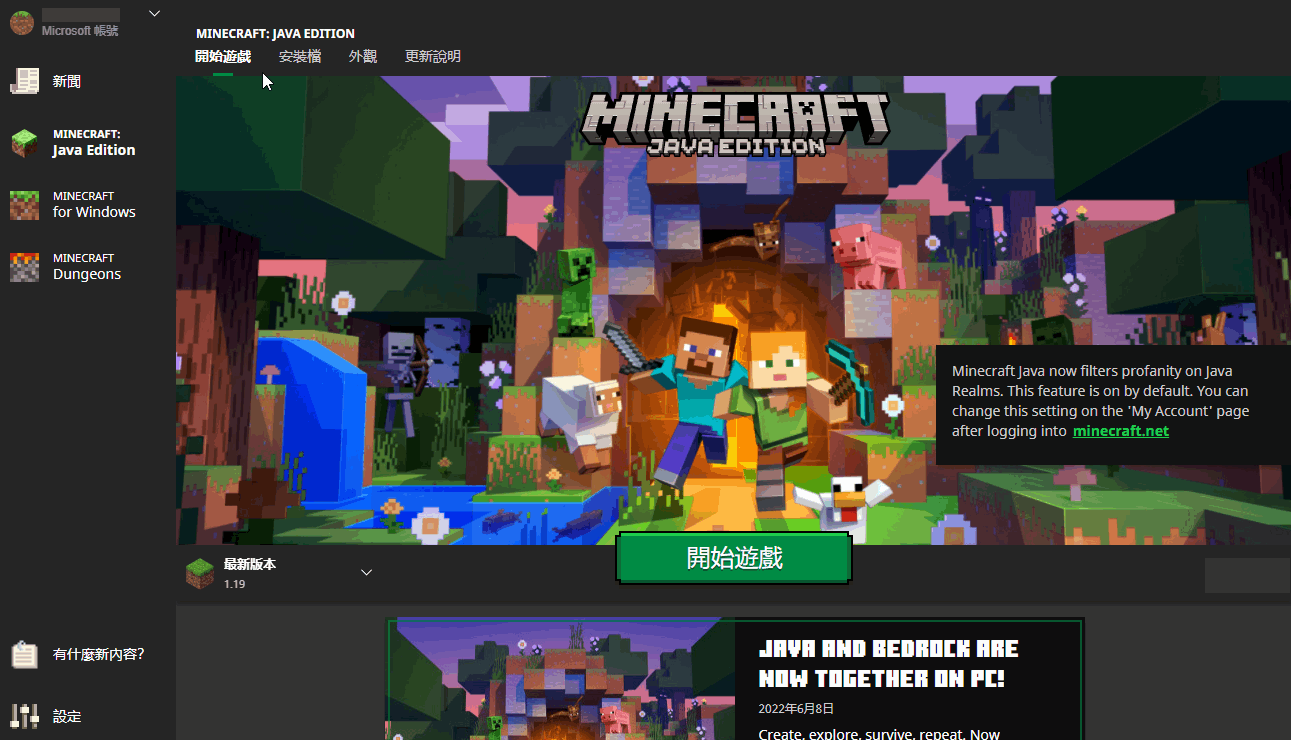 Microsoft 帳號
新聞
MINECRAFT:
Java Edition
MINECRAFT
for Windows
MINECRAFT
Dungeons
有什麼新內容?
設定
MINECRAFT: JAVA EDITION
開始遊戲 安裝檔 外觀 更新說明
MINECRAFT
JAVA EDITION
Minecraft Java now filters profanity on Java
Realms. This feature is on by default. You can
change this setting on the 'My Account' page
after logging into minecraft.net
最新版本
1.19
開始遊戲
JAVA AND BEDROCK ARE
NOW TOGETHER ON PC!
2022年6月8日
Create, explore, survive, repeat. Now